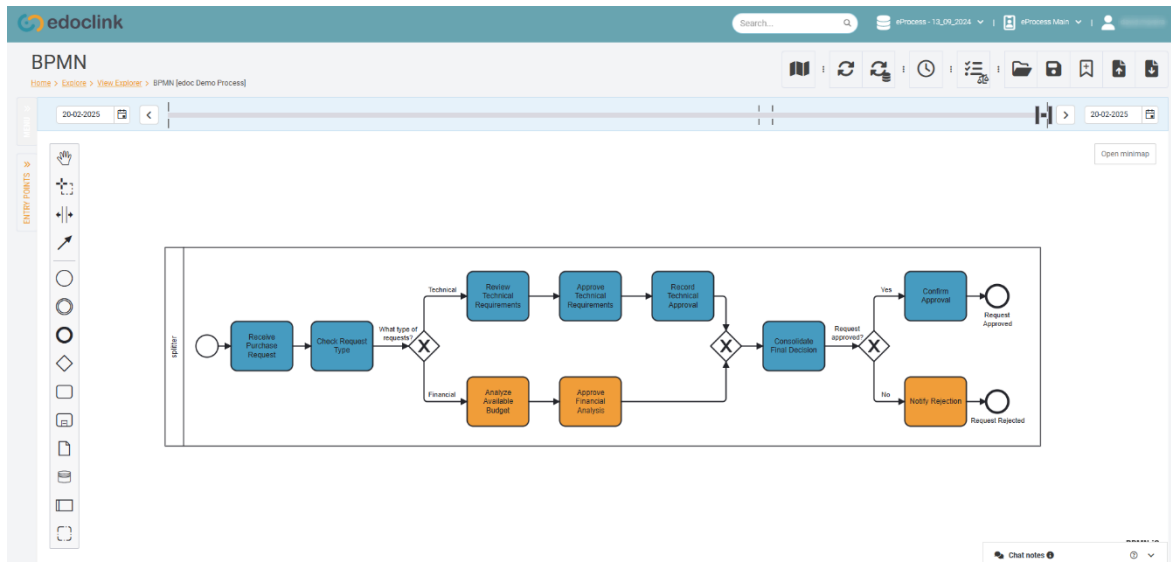 edoclink
Search...
eProcess - 13_09_2024
eProcess Main
BPMN
Home > Explore > View Explorer > BPMN [edoc Demo Process]
20-02-2025
20-02-2025
MENU
ENTRY POINTS
Open minimap
splitter
Receive
Purchase
Request
Check Request
Type
What type of
requests?
Technical
Review
Technical
Requirements
Approve
Technical
Requirements
Record
Technical
Approval
Financial
Analyze
Available
Budget
Approve
Financial
Analysis
Consolidate
Final Decision
Request
approved?
Yes
Confirm
Approval
Request
Approved
No
Notify Rejection
Request Rejected
Chat notes